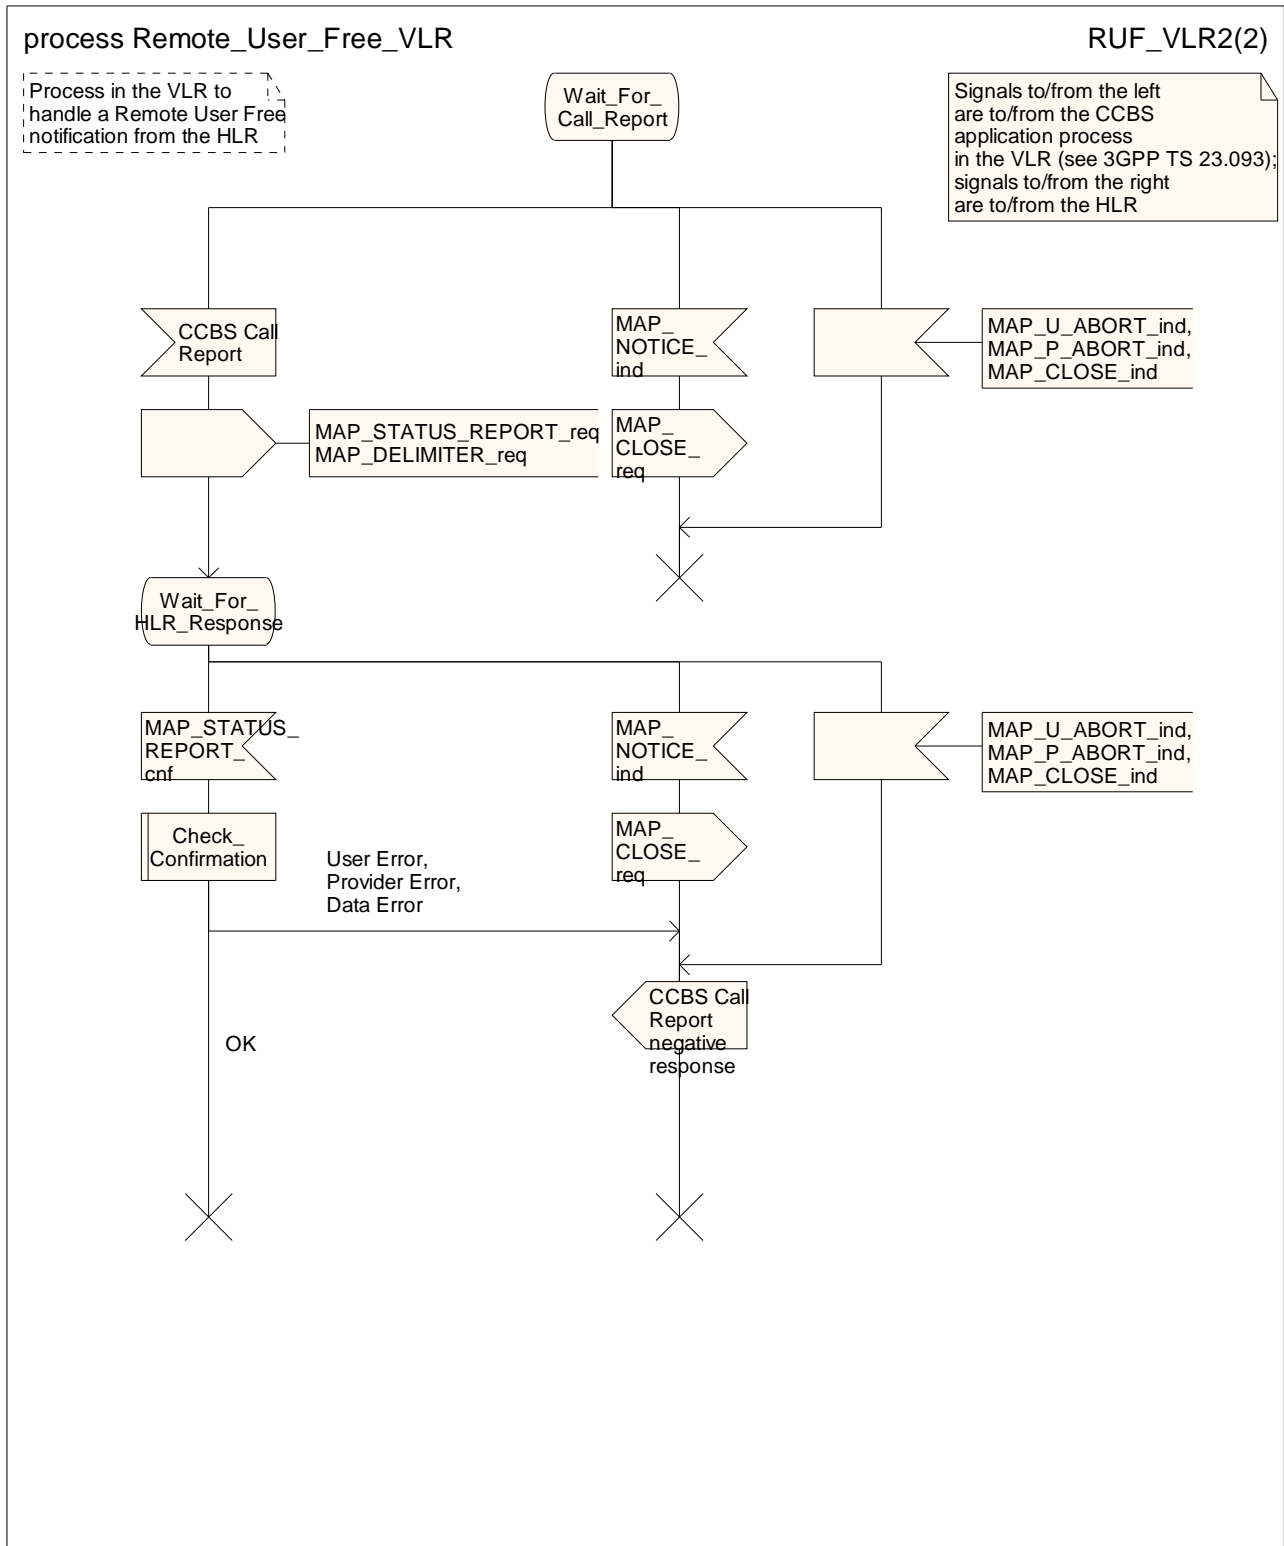 process Remote_User_Free_VLR
RUF_VLR2(2)
Process in the VLR to
handle a Remote User Free
notification from the HLR
Wait_For_
Call_Report
Signals to/from the left
are to/from the CCBS
application process
in the VLR (see 3GPP TS 23.093);
signals to/from the right
are to/from the HLR
CCBS Call
Report
MAP_
NOTICE_
ind
MAP_U_ABORT_ind,
MAP_P_ABORT_ind,
MAP_CLOSE_ind
MAP_STATUS_REPORT_req
MAP_DELIMITER_req
MAP_
CLOSE_
req
Wait_For_
HLR_Response
MAP_STATUS_
REPORT_
cnf
MAP_
NOTICE_
ind
MAP_U_ABORT_ind,
MAP_P_ABORT_ind,
MAP_CLOSE_ind
Check_
Confirmation
User Error,
Provider Error,
Data Error
MAP_
CLOSE_
req
CCBS Call
Report
negative
response
OK